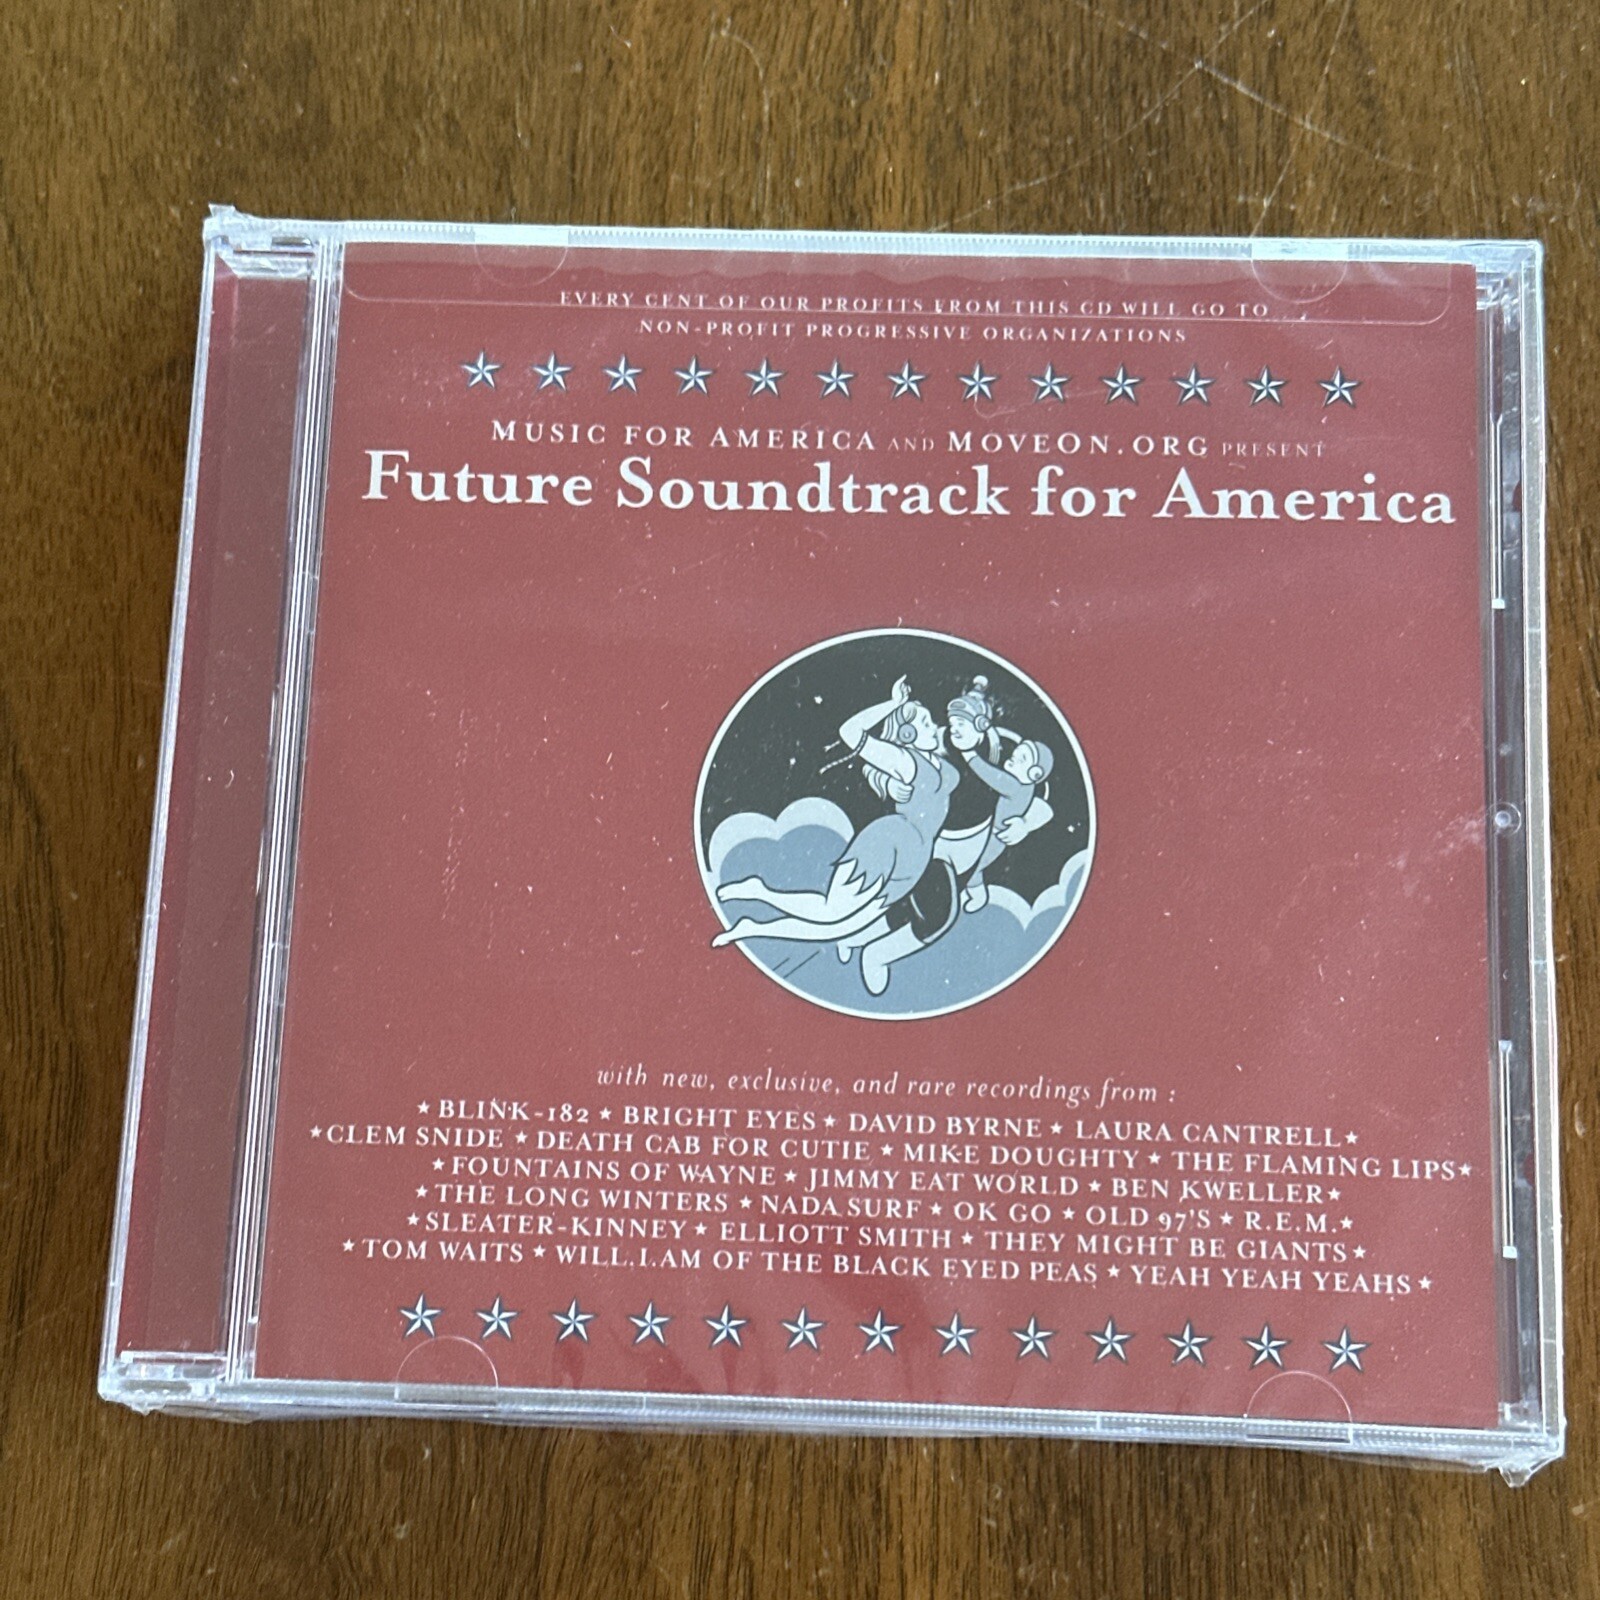 EVERY CENT OF OUR PROFITS FROM THIS CD WILL GO TO
NON-PROFIT PROGRESSIVE ORGANIZATIONS
MUSIC FOR AMERICA AND MOVEON.ORG PRESENT
Future Soundtrack for America
with new, exclusive, and rare recordings from :
★ BLINK-182 ★ BRIGHT EYES ★ DAVID BYRNE ★ LAURA CANTRELL ★
★ CLEM SNIDE ★ DEATH CAB FOR CUTIE ★ MIKE DOUGHTY ★ THE FLAMING LIPS ★
★ FOUNTAINS OF WAYNE ★ JIMMY EAT WORLD ★ BEN KWELLER ★
★ THE LONG WINTERS ★ NADA SURF ★ OK GO ★ OLD 97'S ★ R.E.M. ★
★ SLEATER-KINNEY ★ ELLIOTT SMITH ★ THEY MIGHT BE GIANTS ★
★ TOM WAITS ★ WILL.I.AM OF THE BLACK EYED PEAS ★ YEAH YEAH YEAHS ★